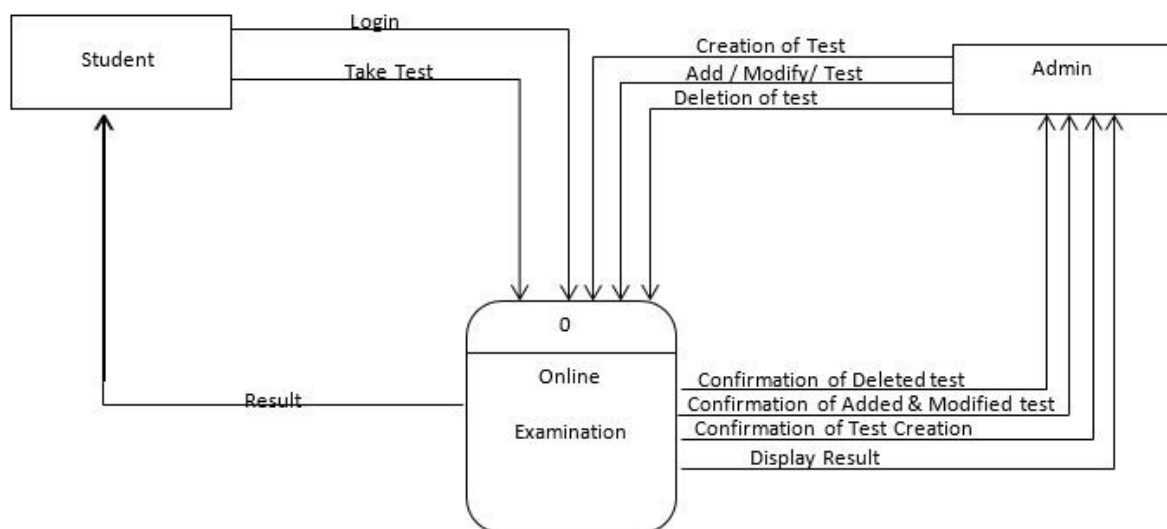 Login
Student
Take Test
Creation of Test
Add / Modify/ Test
Deletion of test
Admin
0
Online
Examination
Result
Confirmation of Deleted test
Confirmation of Added & Modified test
Confirmation of Test Creation
Display Result